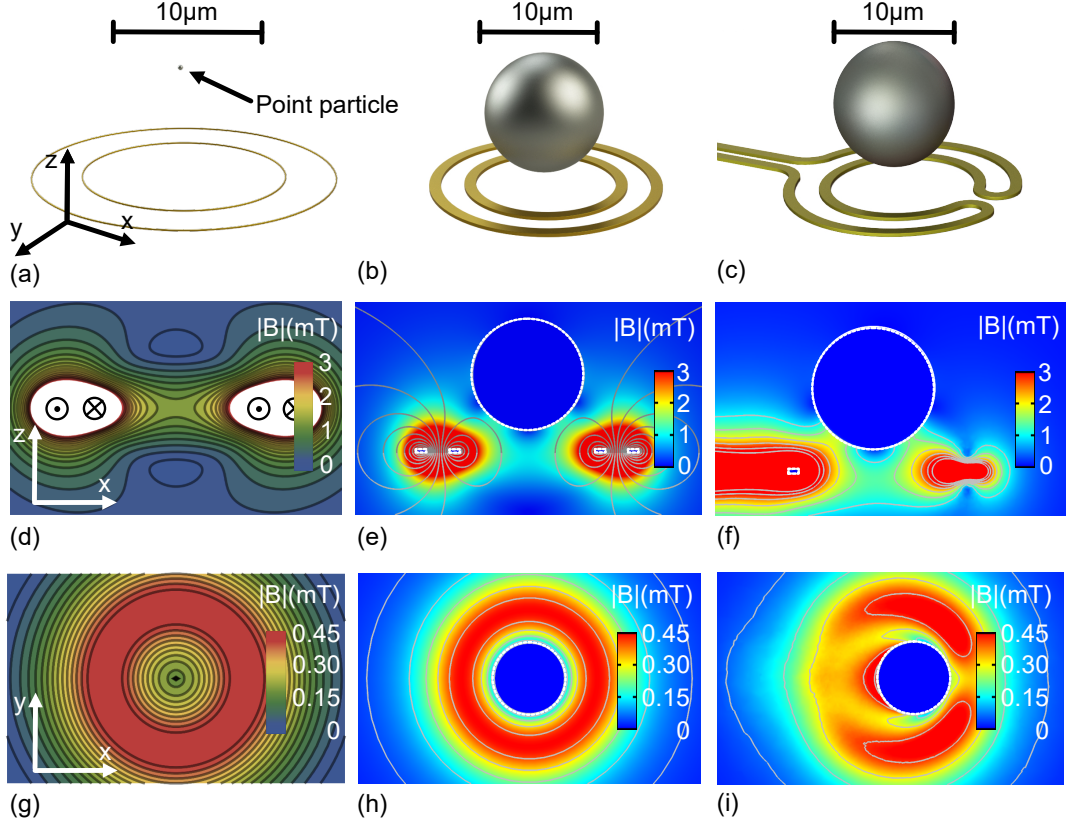 10μm
10μm
10μm
Point particle
z
x
y
(a)
(b)
(c)
|B|(mT)
3
2
1
0
z
x
|B|(mT)
3
2
1
0
|B|(mT)
3
2
1
0
(d)
(e)
(f)
|B|(mT)
0.45
0.30
0.15
0
y
x
|B|(mT)
0.45
0.30
0.15
0
|B|(mT)
0.45
0.30
0.15
0
(g)
(h)
(i)